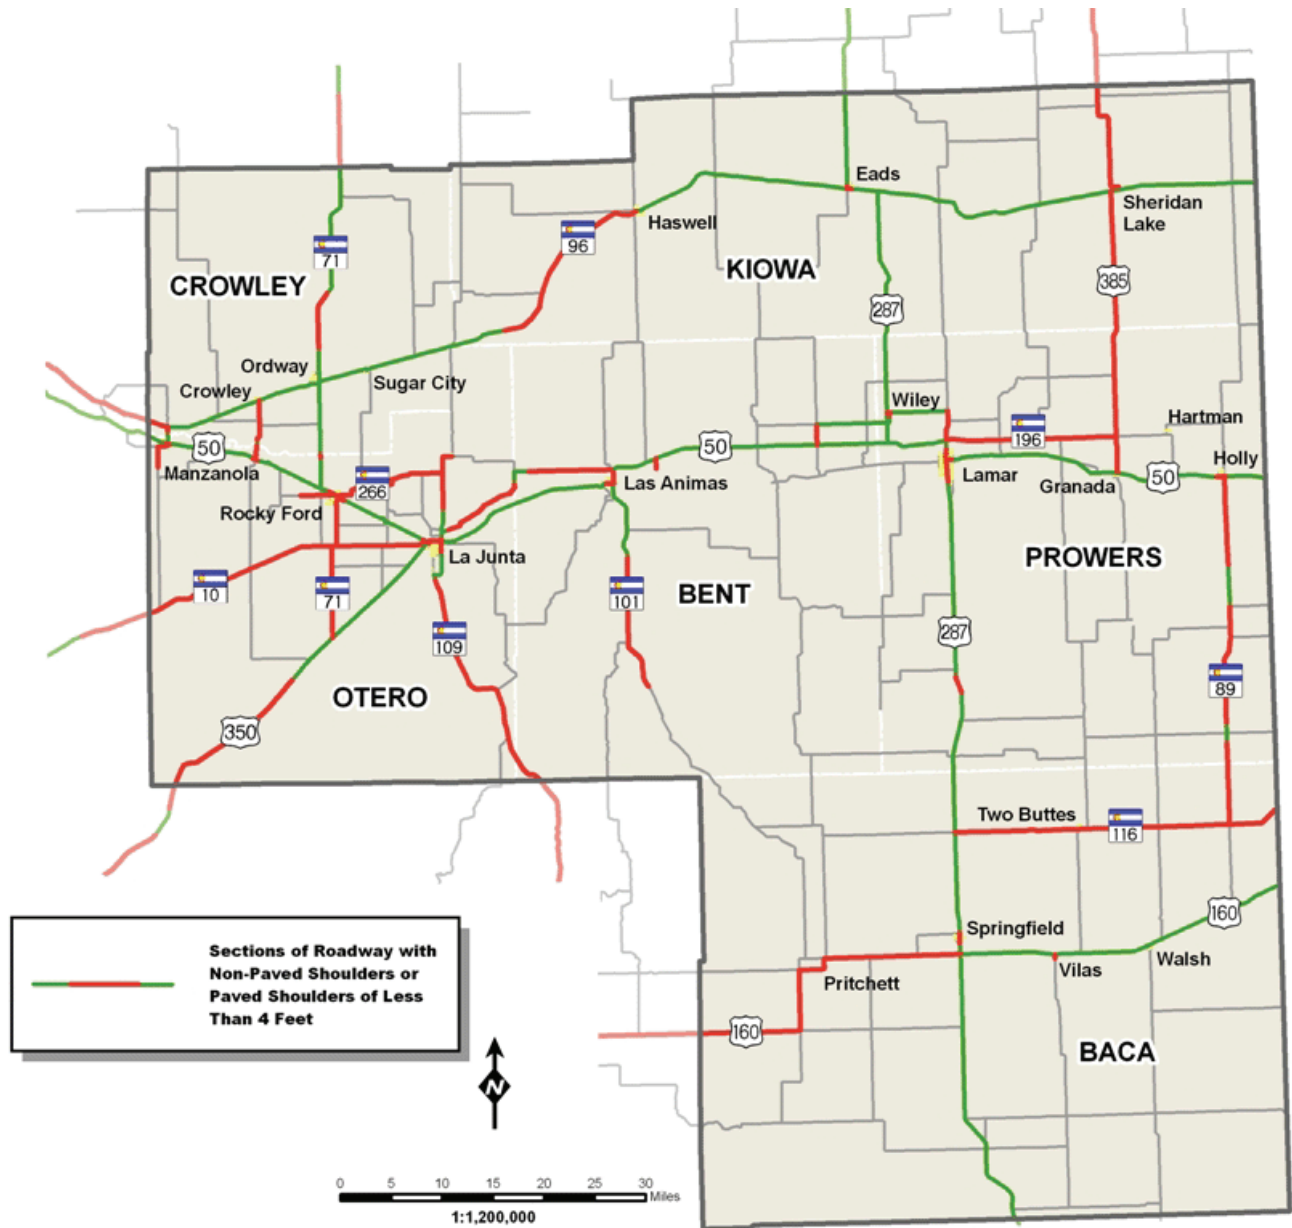 Eads
Sheridan
Lake
Haswell
96
71
CROWLEY
KIOWA
385
287
Ordway
Crowley
Sugar City
Wiley
Hartman
196
50
50
Manzanola
266
Las Animas
Lamar
Granada
50
Holly
Rocky Ford
La Junta
PROWERS
10
71
101
BENT
109
287
89
OTERO
350
Two Buttes
116
160
Springfield
Walsh
Vilas
Pritchett
160
BACA
Sections of Roadway with
Non-Paved Shoulders or
Paved Shoulders of Less
Than 4 Feet
N
0 5 10 15 20 25 30
Miles
1:1,200,000